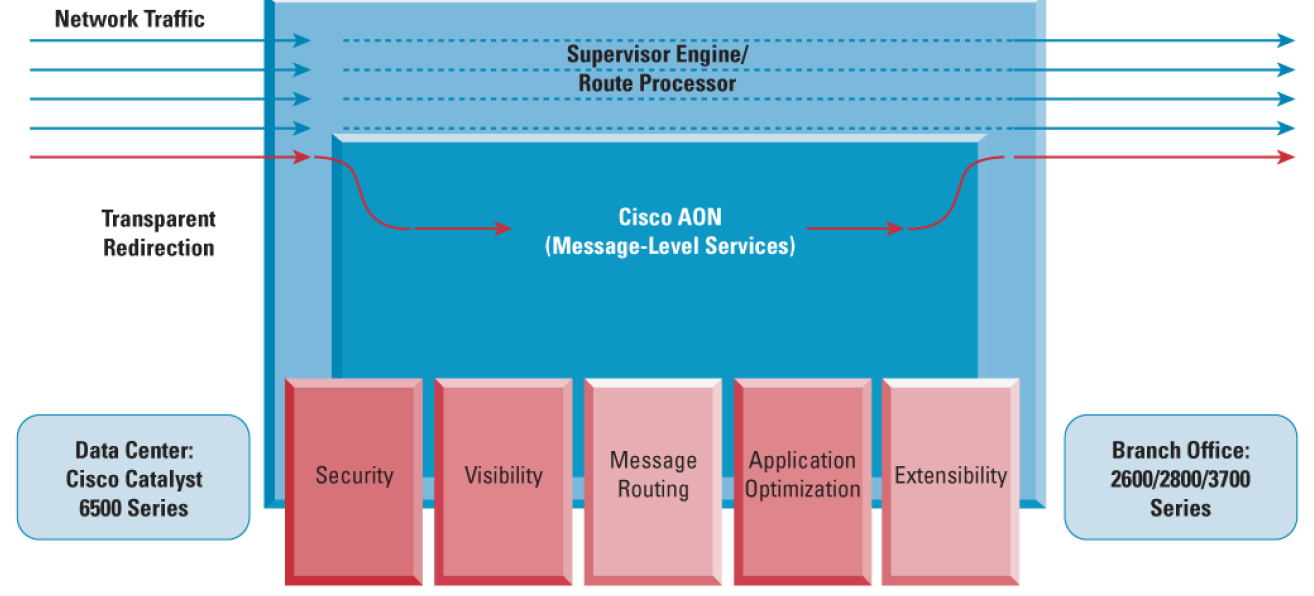 Network Traffic
Supervisor Engine/
Route Processor
Transparent
Redirection
Cisco AON
(Message-Level Services)
Data Center:
Cisco Catalyst
6500 Series
Security
Visibility
Message
Routing
Application
Optimization
Extensibility
Branch Office:
2600/2800/3700
Series